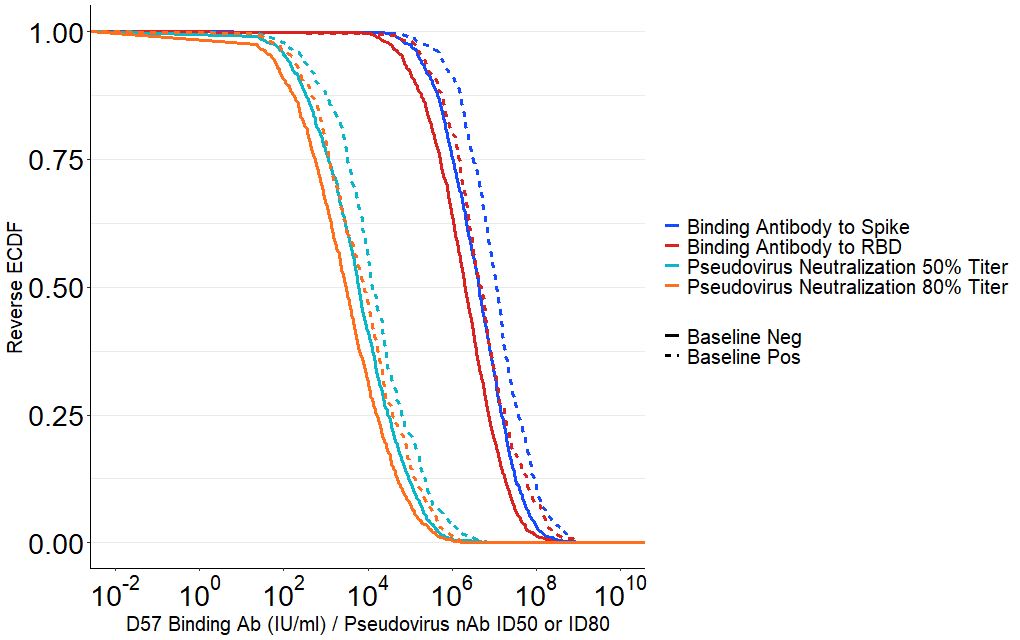 Reverse ECDF
1.00
0.75
0.50
0.25
0.00
10^-2 10^0 10^2 10^4 10^6 10^8 10^10
D57 Binding Ab (IU/ml) / Pseudovirus nAb ID50 or ID80
Binding Antibody to Spike
Binding Antibody to RBD
Pseudovirus Neutralization 50% Titer
Pseudovirus Neutralization 80% Titer
Baseline Neg
Baseline Pos